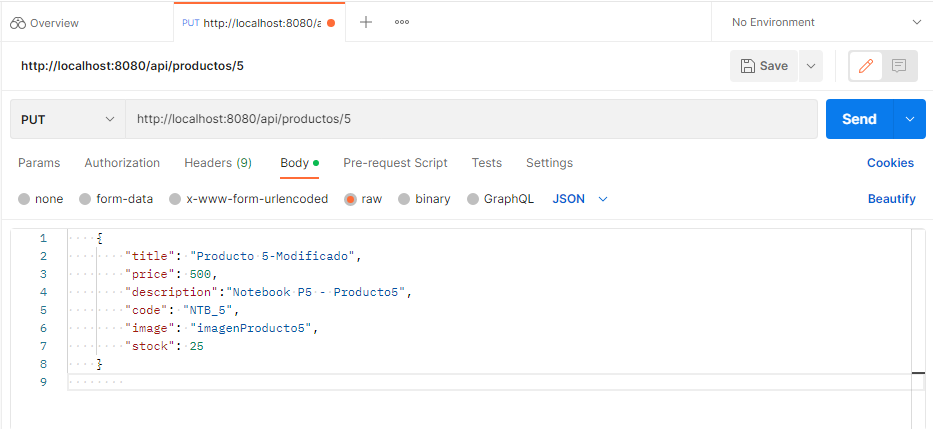 Overview
PUT http://localhost:8080/a
No Environment
http://localhost:8080/api/productos/5
Save
PUT
http://localhost:8080/api/productos/5
Send
Params Authorization Headers (9) Body Pre-request Script Tests Settings Cookies
none form-data x-www-form-urlencoded raw binary GraphQL JSON Beautify
1 {
2 "title": "Producto 5-Modificado",
3 "price": 500,
4 "description":"Notebook P5 - Producto5",
5 "code": "NTB_5",
6 "image": "imagenProducto5",
7 "stock": 25
8 }
9